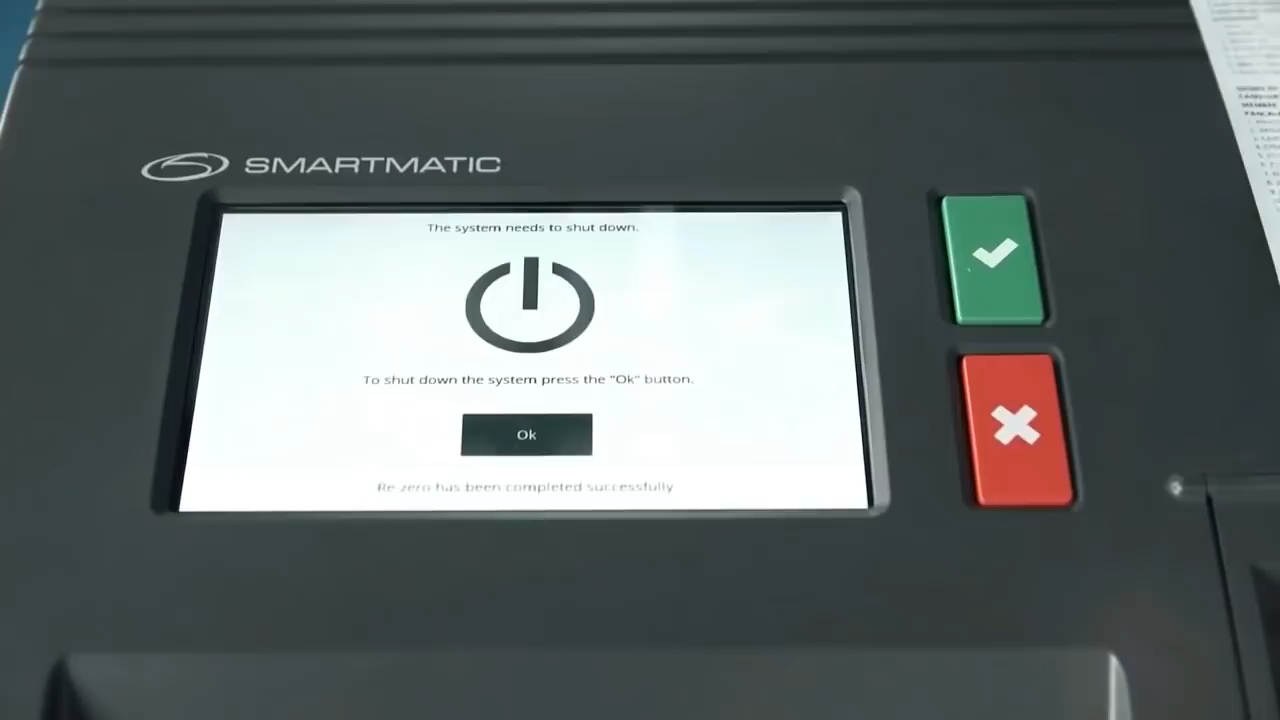 SMARTMATIC
The system needs to shut down.
To shut down the system press the "Ok" button.
Ok
Re-zero has been completed successfully